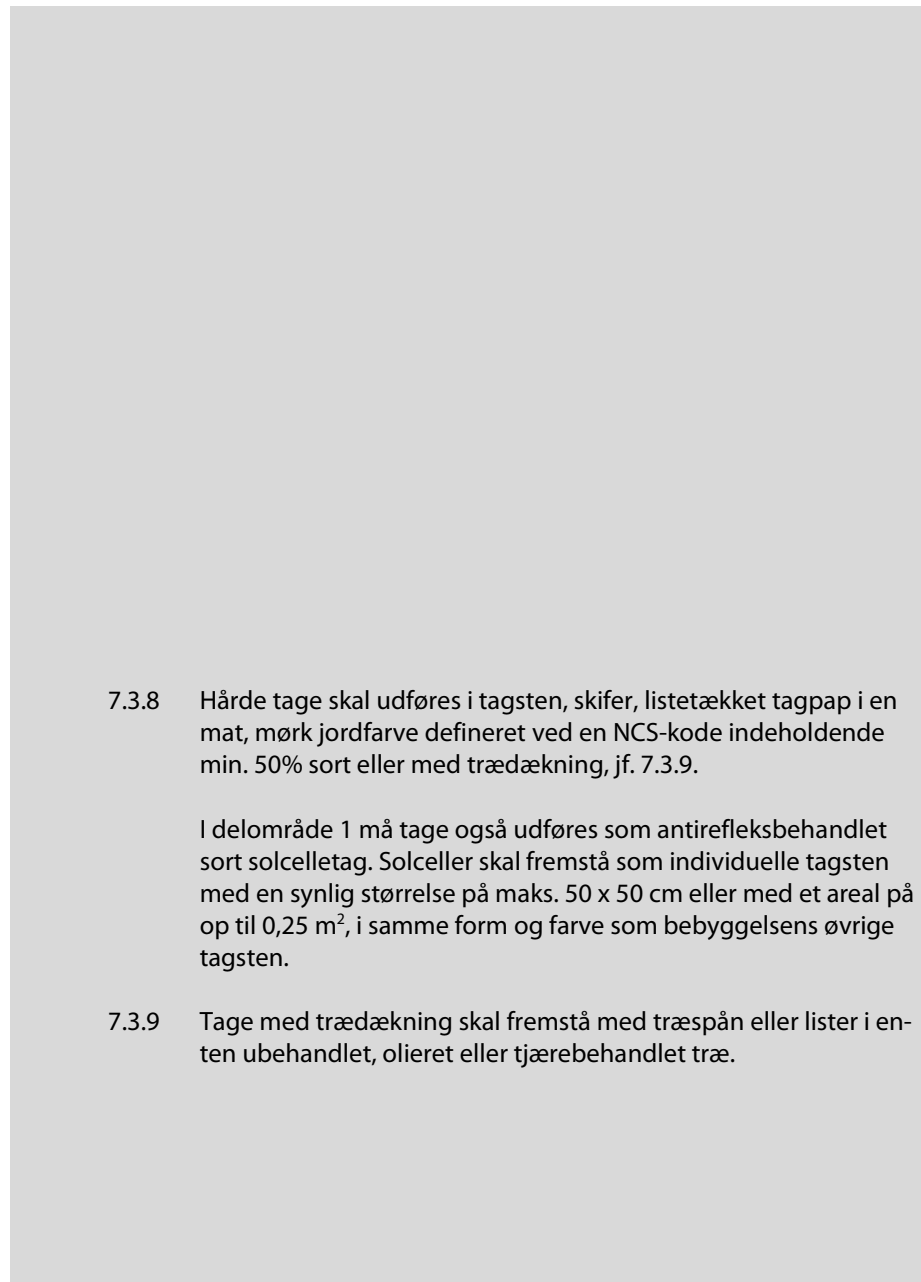 7.3.8 Hårde tage skal udføres i tagsten, skifer, listetækket tagpap i en
mat, mørk jordfarve defineret ved en NCS-kode indeholdende
min. 50% sort eller med trædækning, jf. 7.3.9.
I delområde 1 må tage også udføres som antirefleksbehandlet
sort solcelletag. Solceller skal fremstå som individuelle tagsten
med en synlig størrelse på maks. 50 x 50 cm eller med et areal på
op til 0,25 m², i samme form og farve som bebyggelsens øvrige
tagsten.
7.3.9 Tage med trædækning skal fremstå med træspån eller lister i en-
ten ubehandlet, olieret eller tjærebehandlet træ.